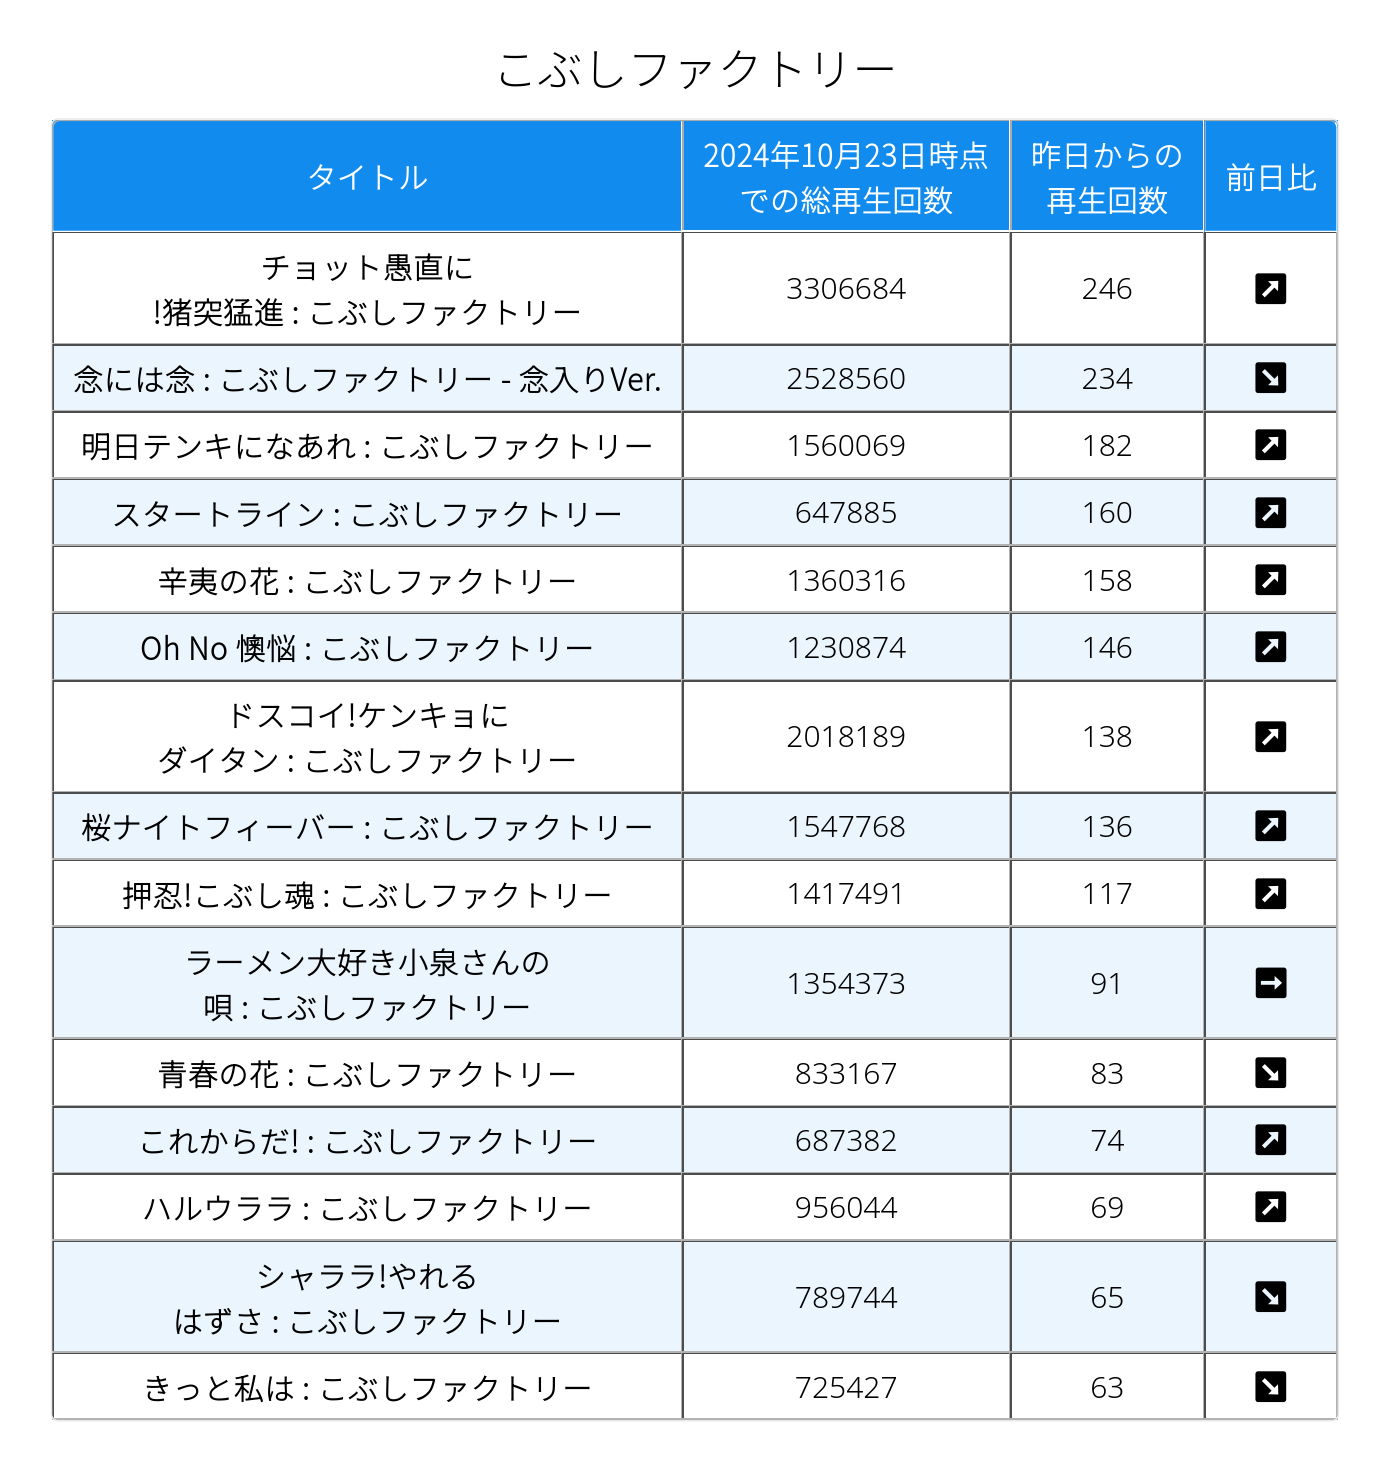 こぶしファクトリー
タイトル
2024年10月23日時点
での総再生回数
昨日からの
再生回数
前日比
チョット愚直に
!猪突猛進 : こぶしファクトリー
3306684
246
念には念 : こぶしファクトリー - 念入りVer.
2528560
234
明日テンキになあれ : こぶしファクトリー
1560069
182
スタートライン : こぶしファクトリー
647885
160
辛夷の花 : こぶしファクトリー
1360316
158
Oh No 懊悩 : こぶしファクトリー
1230874
146
ドスコイ!ケンキョに
ダイタン : こぶしファクトリー
2018189
138
桜ナイトフィーバー : こぶしファクトリー
1547768
136
押忍!こぶし魂 : こぶしファクトリー
1417491
117
ラーメン大好き小泉さんの
唄 : こぶしファクトリー
1354373
91
青春の花 : こぶしファクトリー
833167
83
これからだ! : こぶしファクトリー
687382
74
ハルウララ : こぶしファクトリー
956044
69
シャララ!やれる
はずさ : こぶしファクトリー
789744
65
きっと私は : こぶしファクトリー
725427
63